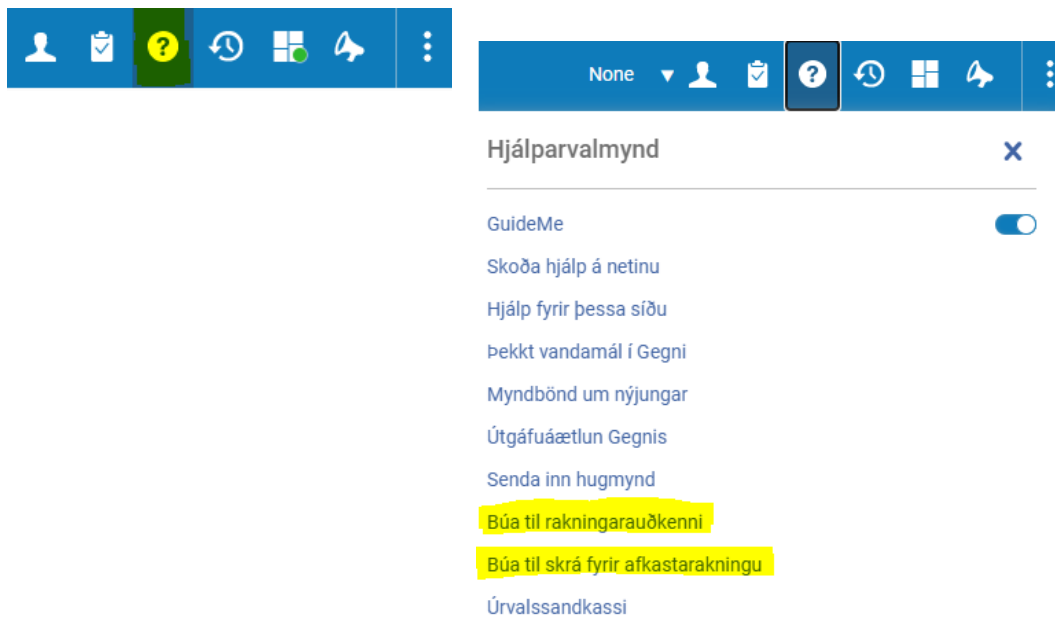 None
Hjálparvalmynd
GuideMe
Skoða hjálp á netinu
Hjálp fyrir þessa síðu
Þekkt vandamál í Gegni
Myndbönd um nýjungar
Útgáfuáætlun Gegnis
Senda inn hugmynd
Búa til rakningarauðkenni
Búa til skrá fyrir afkastarakningu
Úrvalssandkassi